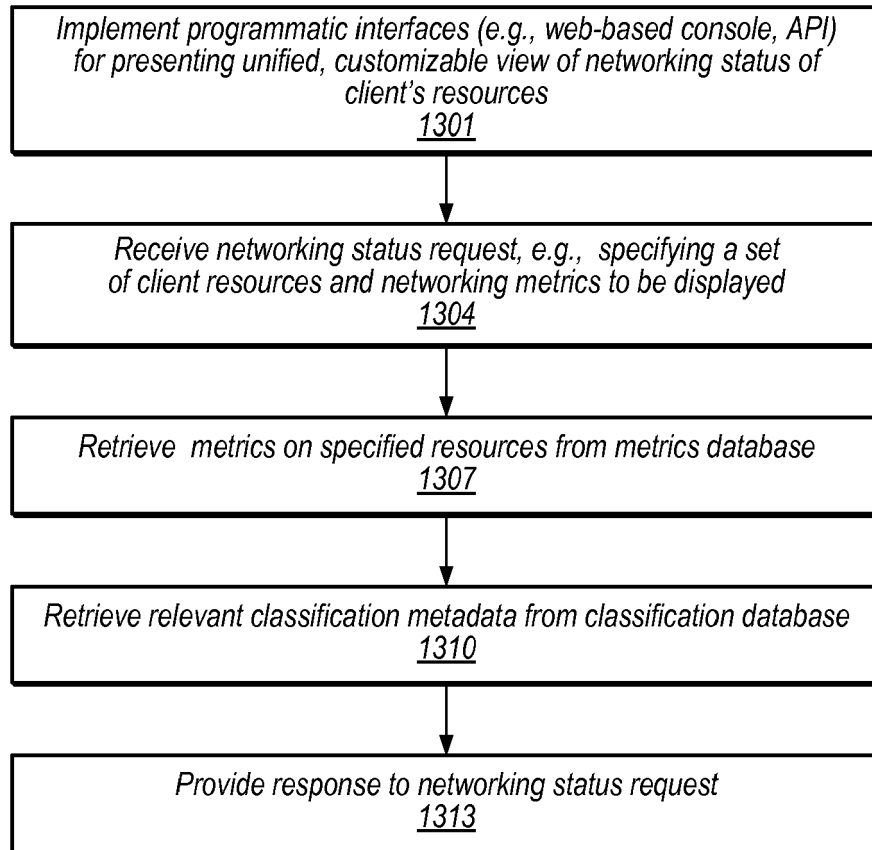 Implement programmatic interfaces (e.g., web-based console, API)
for presenting unified, customizable view of networking status of
client's resources
1301
Receive networking status request, e.g., specifying a set
of client resources and networking metrics to be displayed
1304
Retrieve metrics on specified resources from metrics database
1307
Retrieve relevant classification metadata from classification database
1310
Provide response to networking status request
1313